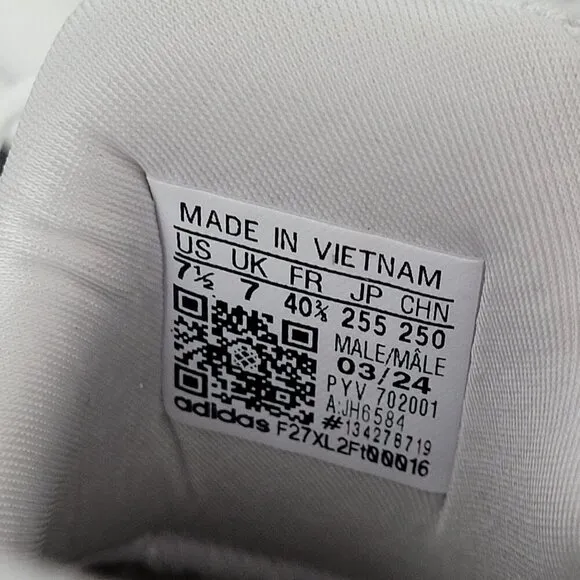 MADE IN VIETNAM
US UK FR JP CHN
7½ 7 40⅔ 255 250
MALE/MÂLE
03/24
PYV 702001
A:JH6584
#134278719
adidas F27XL2Ft00016